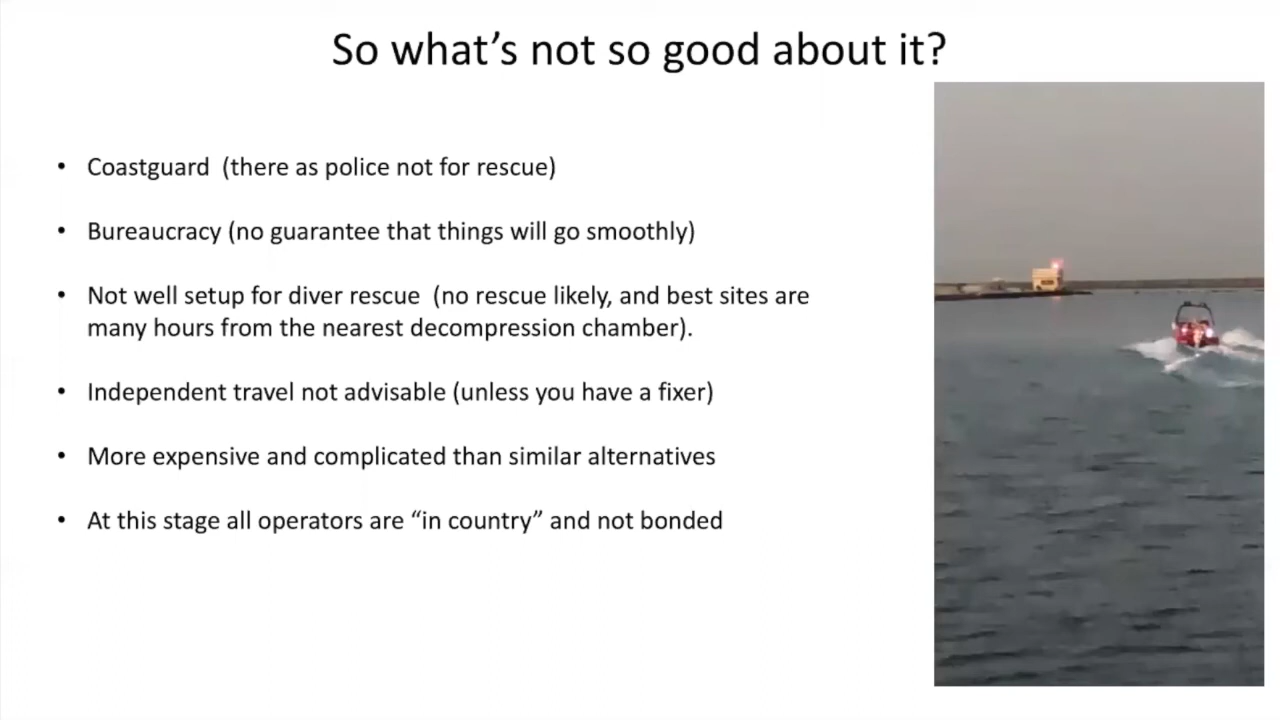 So what’s not so good about it?
• Coastguard  (there as police not for rescue)
• Bureaucracy (no guarantee that things will go smoothly)
• Not well setup for diver rescue  (no rescue likely, and best sites are
many hours from the nearest decompression chamber).
• Independent travel not advisable (unless you have a fixer)
• More expensive and complicated than similar alternatives
• At this stage all operators are “in country” and not bonded